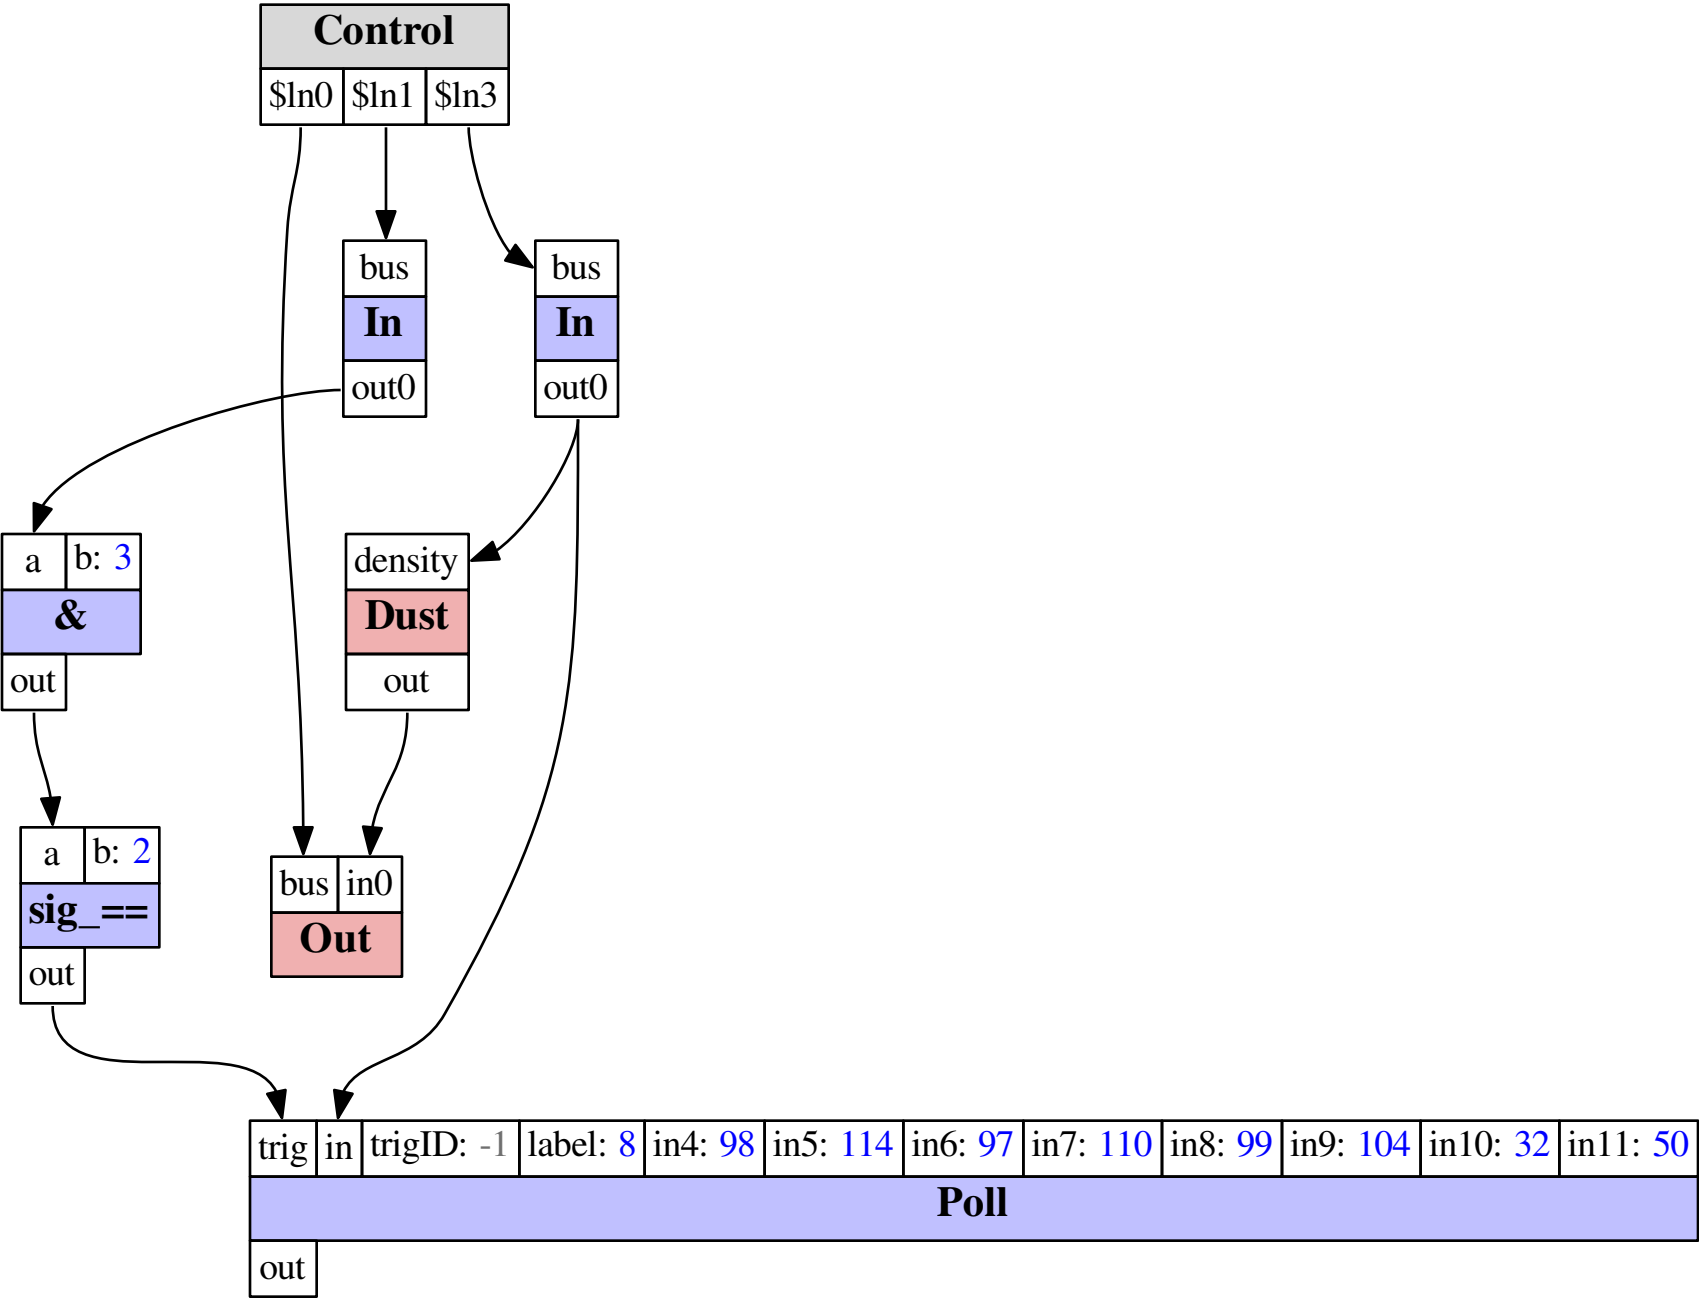 Control
$ln0 $ln1 $ln3
bus bus
In In
out0 out0
a b: 3 density
& Dust
out out
a b: 2 bus in0
sig_== Out
out
trig in trigID: -1 label: 8 in4: 98 in5: 114 in6: 97 in7: 110 in8: 99 in9: 104 in10: 32 in11: 50
Poll
out